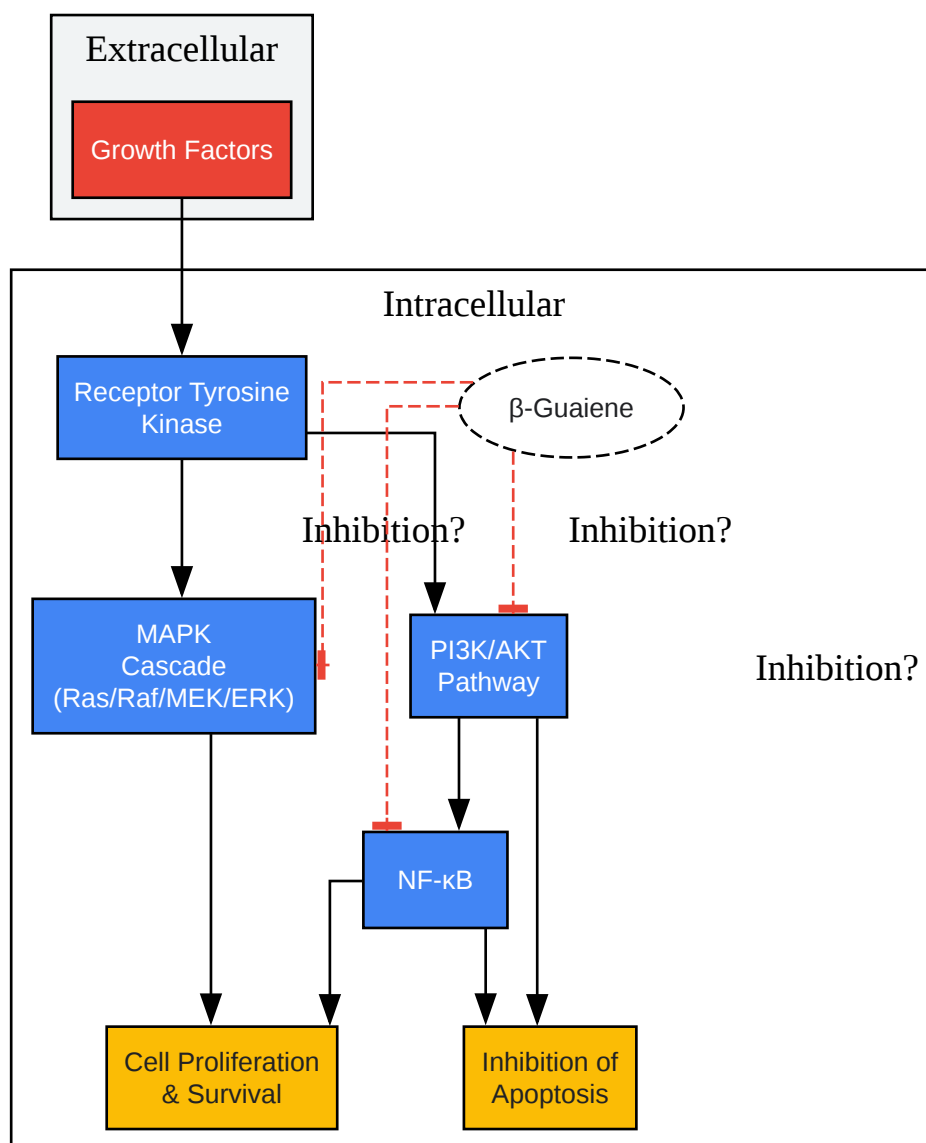 Extracellular
Growth Factors
Intracellular
Receptor Tyrosine
Kinase
β-Guaiene
Inhibition?
Inhibition?
MAPK
Cascade
(Ras/Raf/MEK/ERK)
PI3K/AKT
Pathway
Inhibition?
NF-κB
Cell Proliferation
& Survival
Inhibition of
Apoptosis